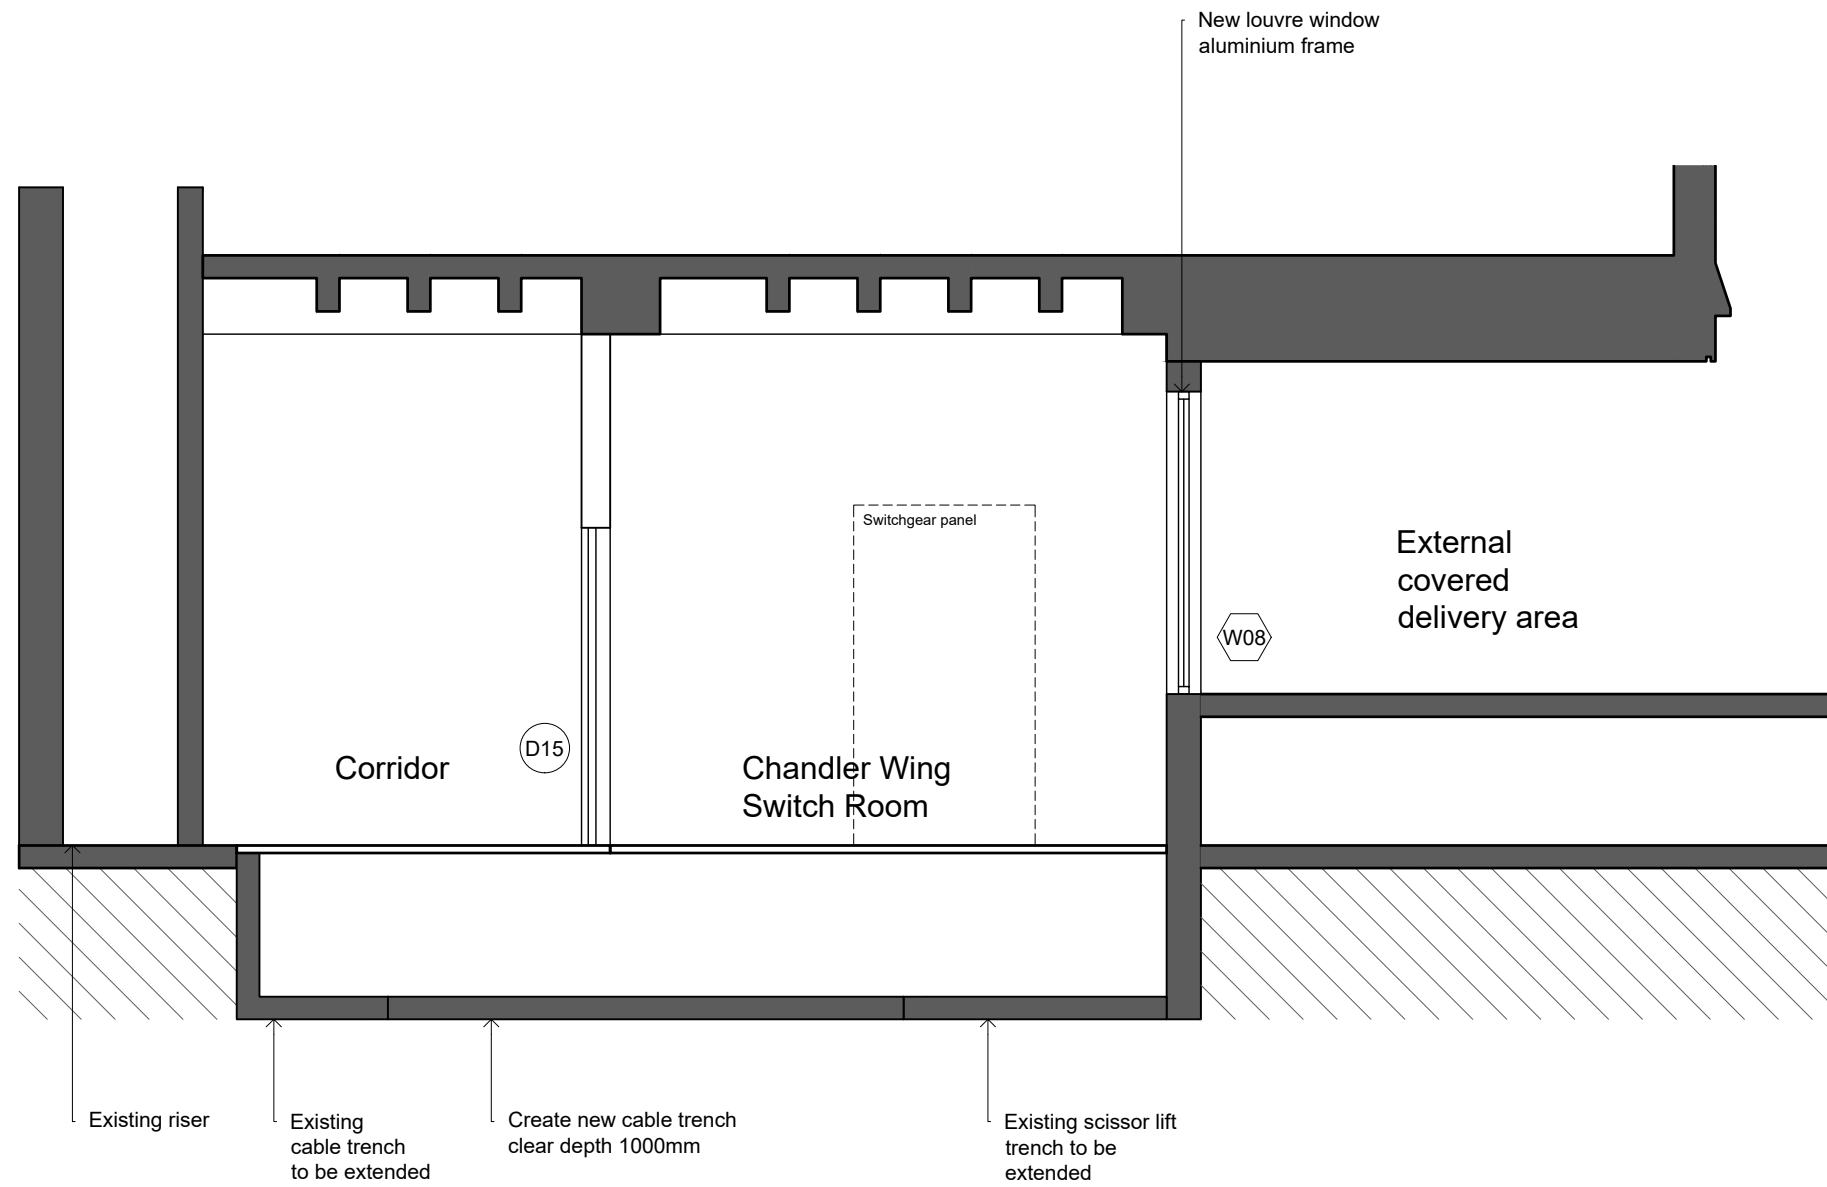 New louvre window
aluminium frame
Switchgear panel
External
covered
delivery area
W08
D15
Corridor
Chandler Wing
Switch Room
Existing riser
Existing
cable trench
to be extended
Create new cable trench
clear depth 1000mm
Existing scissor lift
trench to be
extended